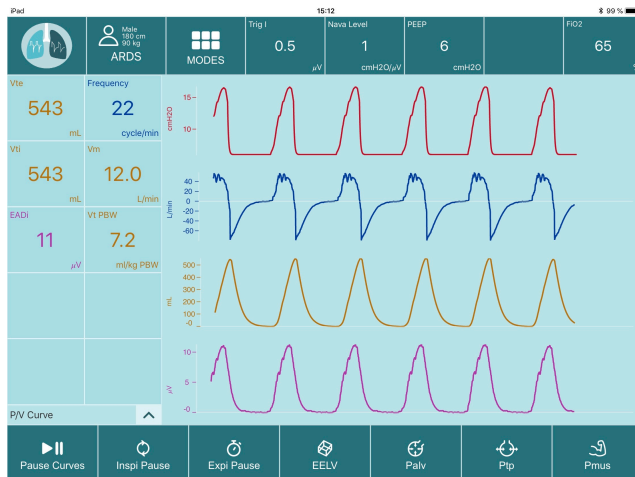 iPad
15:12
99 %
Male
180 cm
90 kg
ARDS
MODES
Trig I
0.5
μV
Nava Level
1
cmH2O/μV
PEEP
6
cmH2O
FiO2
65
Vte
543
mL
Frequency
22
cycle/min
Vti
543
mL
Vm
12.0
L/min
EADi
11
μV
Vt PBW
7.2
ml/kg PBW
P/V Curve
cmH2O
15-
10-
L/min
40 -
20 -
0 -
-20 -
-40 -
-60 -
mL
500-
400-
300-
200-
100-
-0 -
μV
10-
5-
-0 -
Pause Curves
Inspi Pause
Expi Pause
EELV
Palv
Ptp
Pmus